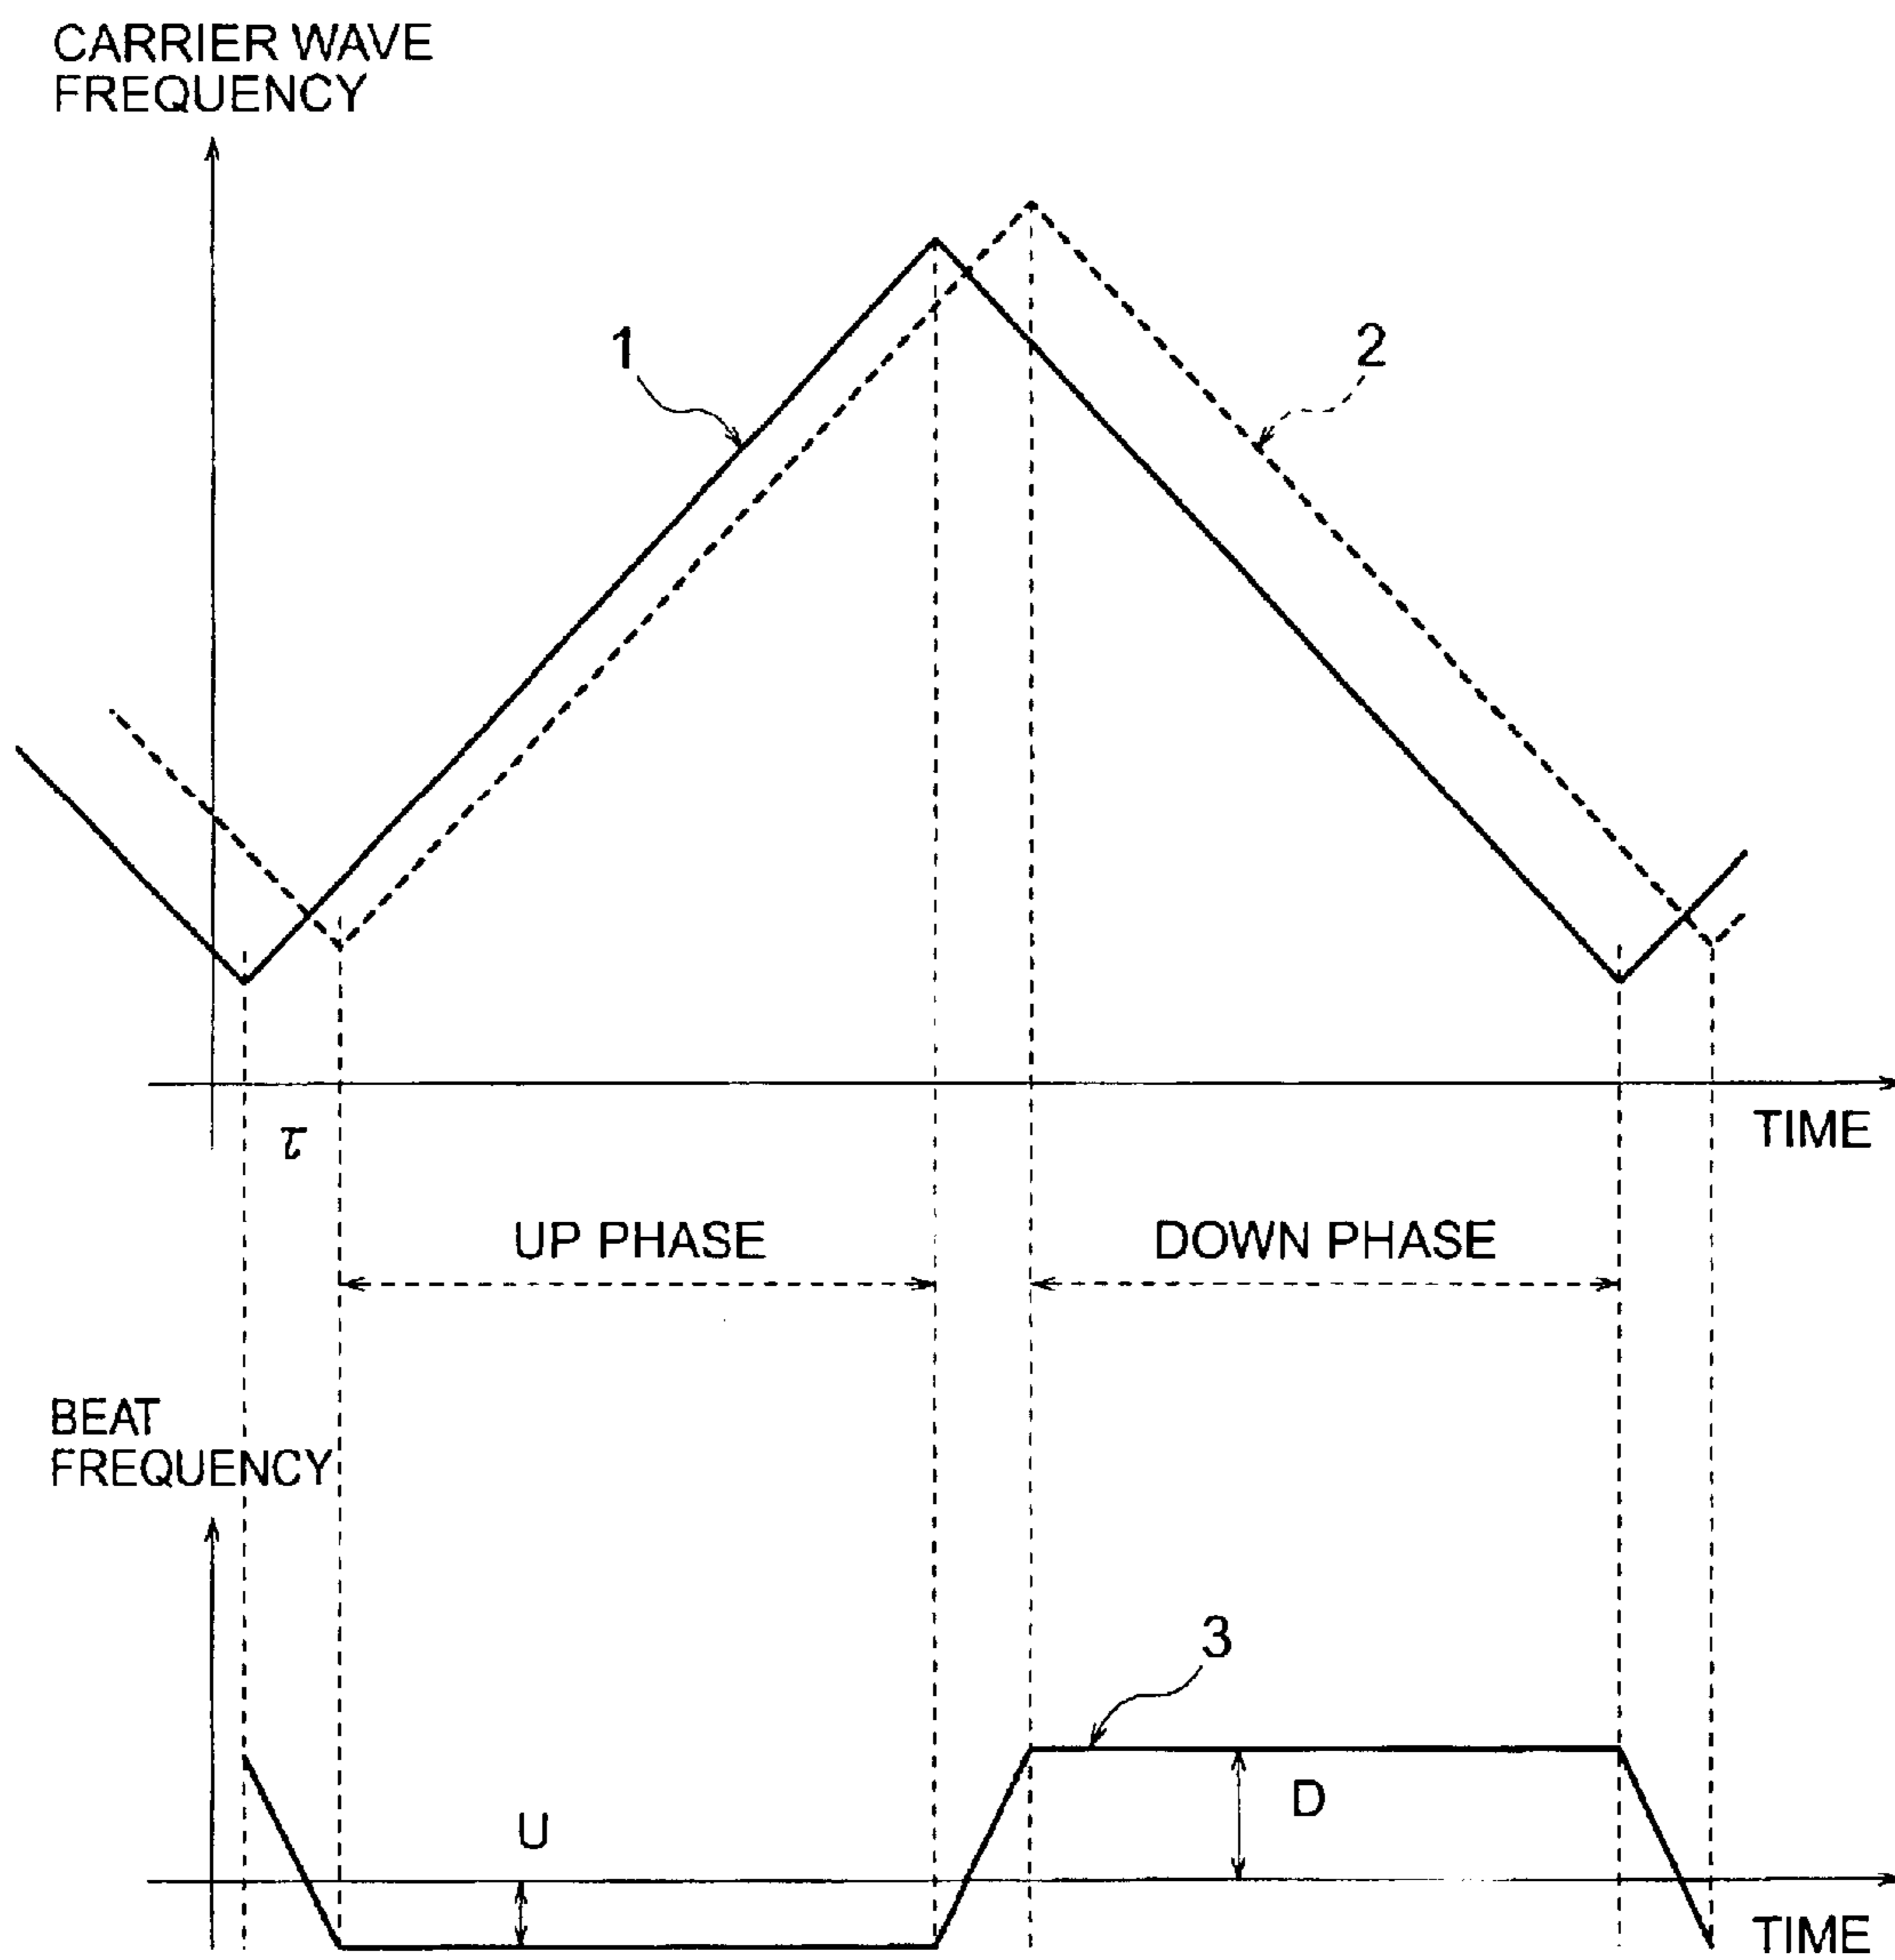 CARRIER WAVE
FREQUENCY
1
2
τ
TIME
UP PHASE
DOWN PHASE
BEAT
FREQUENCY
3
U
D
TIME